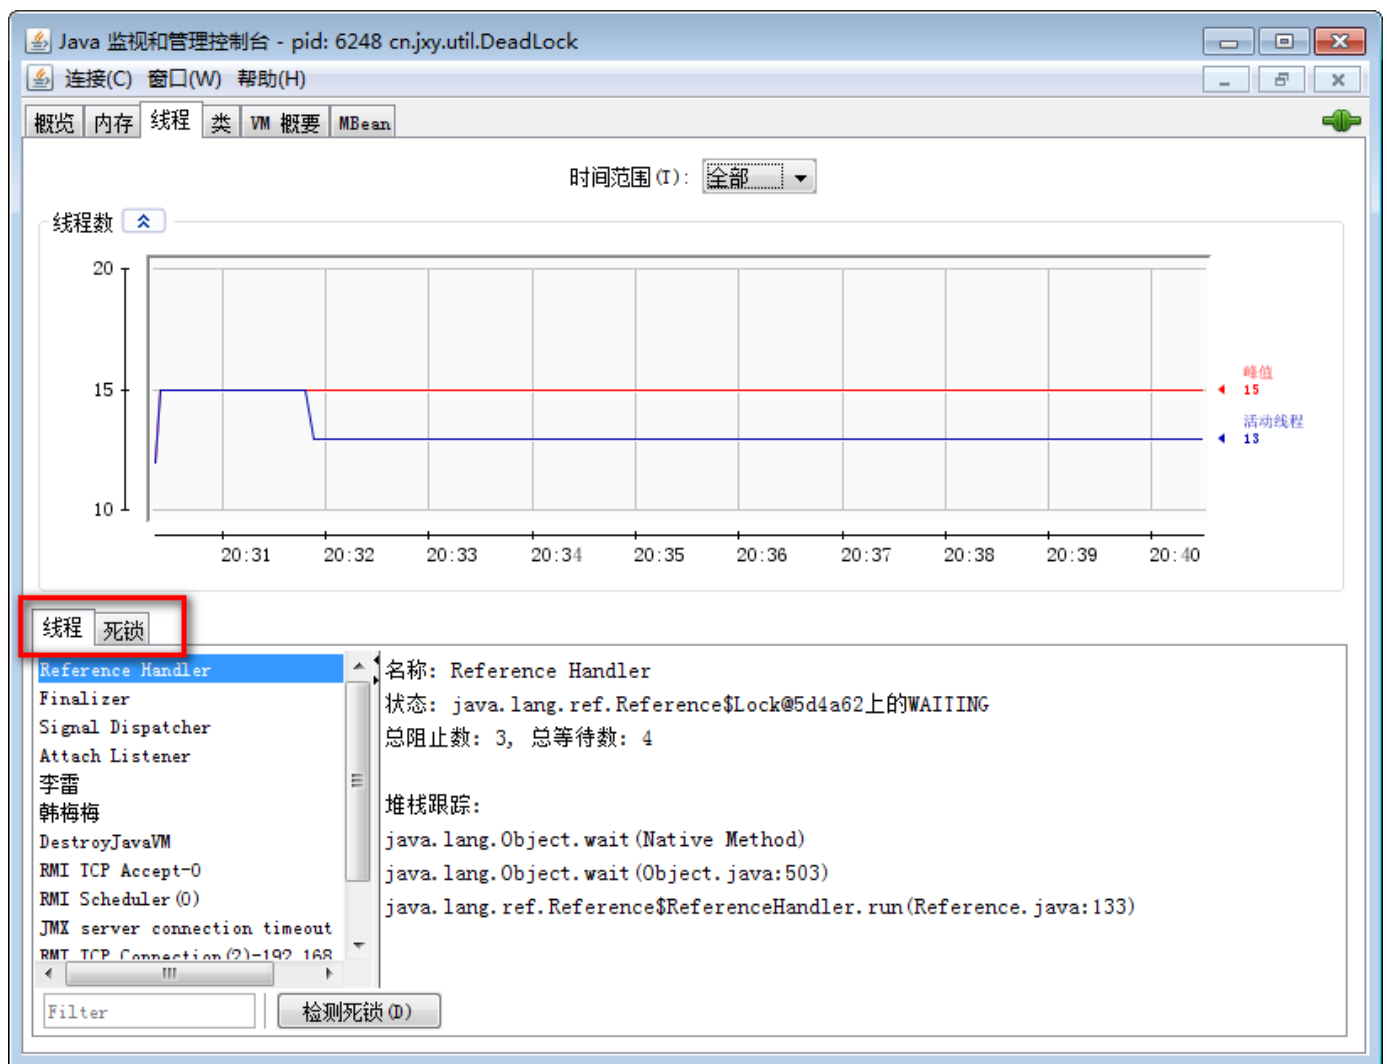 Java 监视和管理控制台 - pid: 6248 cn.jxy.util.DeadLock
连接(C) 窗口(W) 帮助(H)
概览 内存 线程 类 VM 概要 MBean
时间范围(T): 全部
线程数
20
15
10
峰值
15
活动线程
13
20:31 20:32 20:33 20:34 20:35 20:36 20:37 20:38 20:39 20:40
线程 死锁
Reference Handler
Finalizer
Signal Dispatcher
Attach Listener
李雷
韩梅梅
DestroyJavaVM
RMI TCP Accept-0
RMI Scheduler(0)
JMX server connection timeout
RMI TCP Connection(2)-192.168
名称: Reference Handler
状态: java.lang.ref.Reference$Lock@5d4a62上的WAITING
总阻止数: 3, 总等待数: 4
堆栈跟踪:
java.lang.Object.wait(Native Method)
java.lang.Object.wait(Object.java:503)
java.lang.ref.Reference$ReferenceHandler.run(Reference.java:133)
Filter 检测死锁(D)